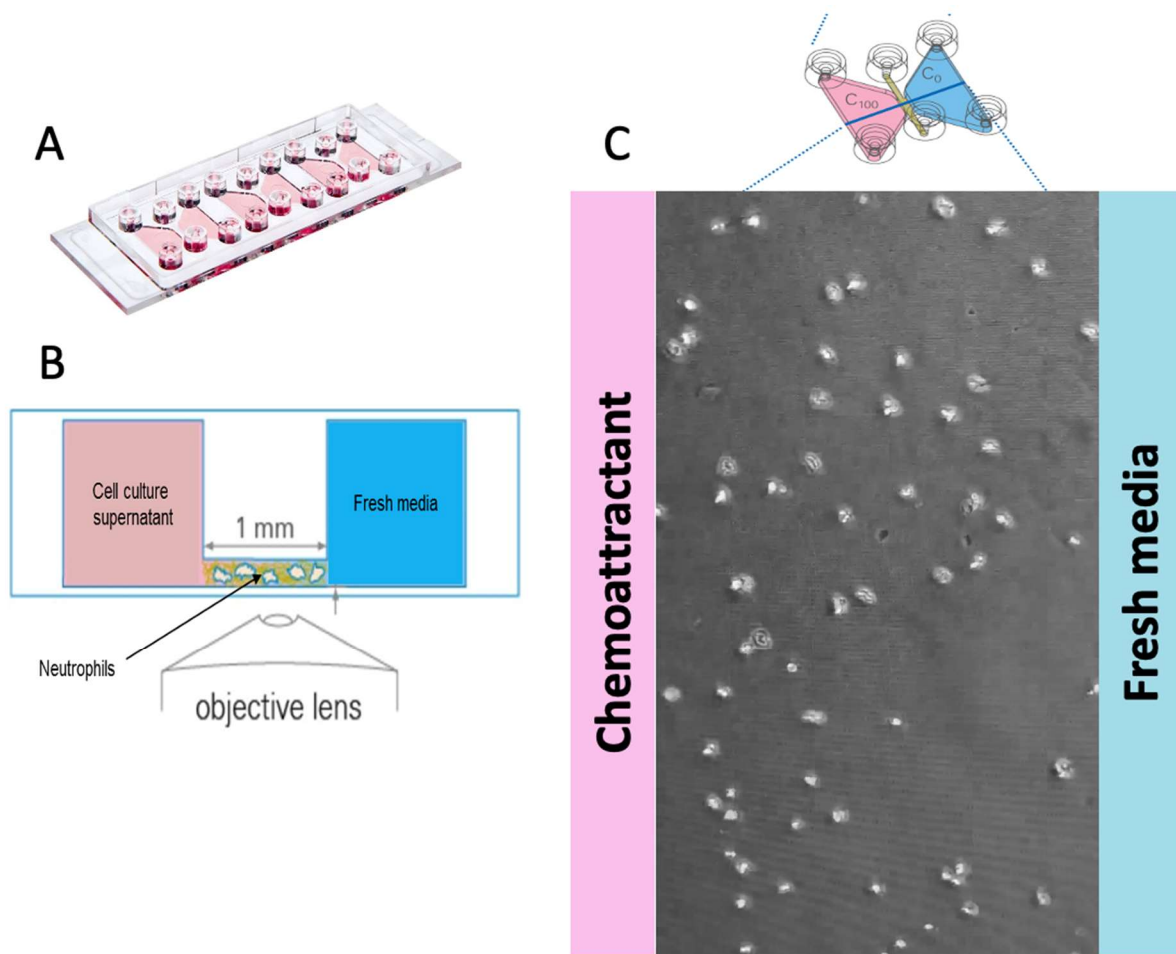 A
B
Cell culture
supernatant
1 mm
Fresh media
Neutrophils
objective lens
C
C100
C0
Chemoattractant
Fresh media